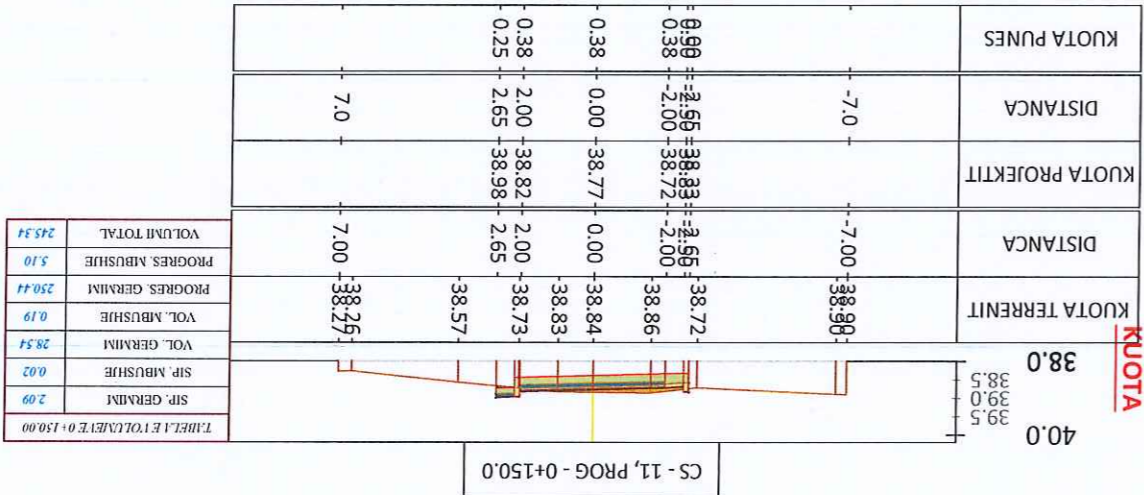 CS - 11, PROG - 0+150.0
KUOTA
40.0
39.5
39.0
38.5
38.0
KUOTA TERRENIT
38.72
38.86
38.84
38.83
38.73
38.57
38.26
38.27
DISTANCA
-7.00
-2.65
-2.00
0.00
2.00
2.65
7.00
KUOTA PROJEKTIT
38.72
38.77
38.82
38.98
DISTANCA
-7.0
-2.65
-2.00
0.00
2.00
2.65
7.0
KUOTA PUNES
0.38
0.38
0.38
0.25
TABELA E VOLUMEVE 0+150.00
SIP. GERMIM 2.09
SIP. MBUSHJE 0.02
VOL. GERMIM 28.54
VOL. MBUSHJE 0.19
PROGRES. GERMIM 250.44
PROGRES. MBUSHJE 5.10
VOLUMI TOTAL 245.34